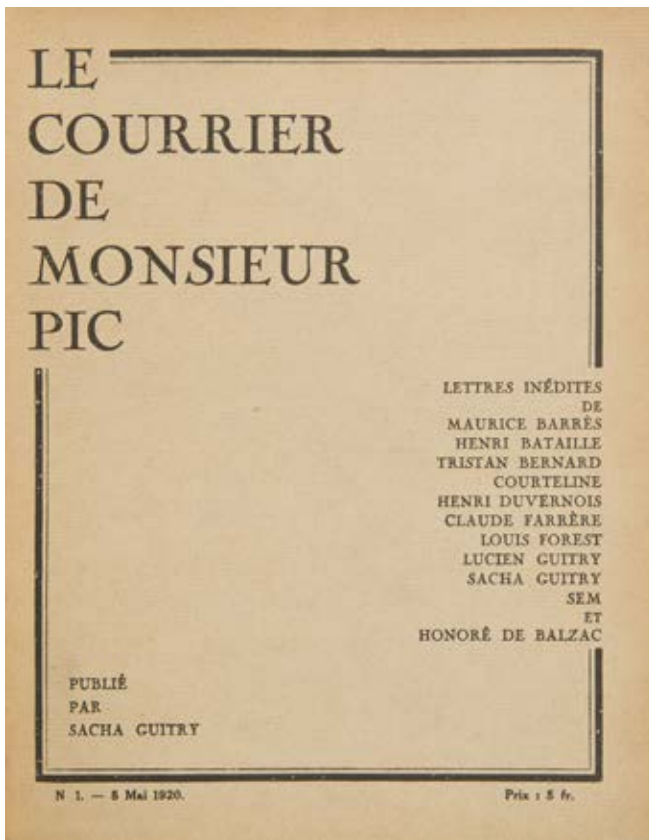 LE
COURRIER
DE
MONSIEUR
PIC
LETTRES INÉDITES
DE
MAURICE BARRÈS
HENRI BATAILLE
TRISTAN BERNARD
COURTELINE
HENRI DUVERNOIS
CLAUDE FARRÈRE
LOUIS FOREST
LUCIEN GUITRY
SACHA GUITRY
SEM
ET
HONORÉ DE BALZAC
PUBLIÉ
PAR
SACHA GUITRY
N 1. — 5 Mai 1920.
Prix : 5 fr.